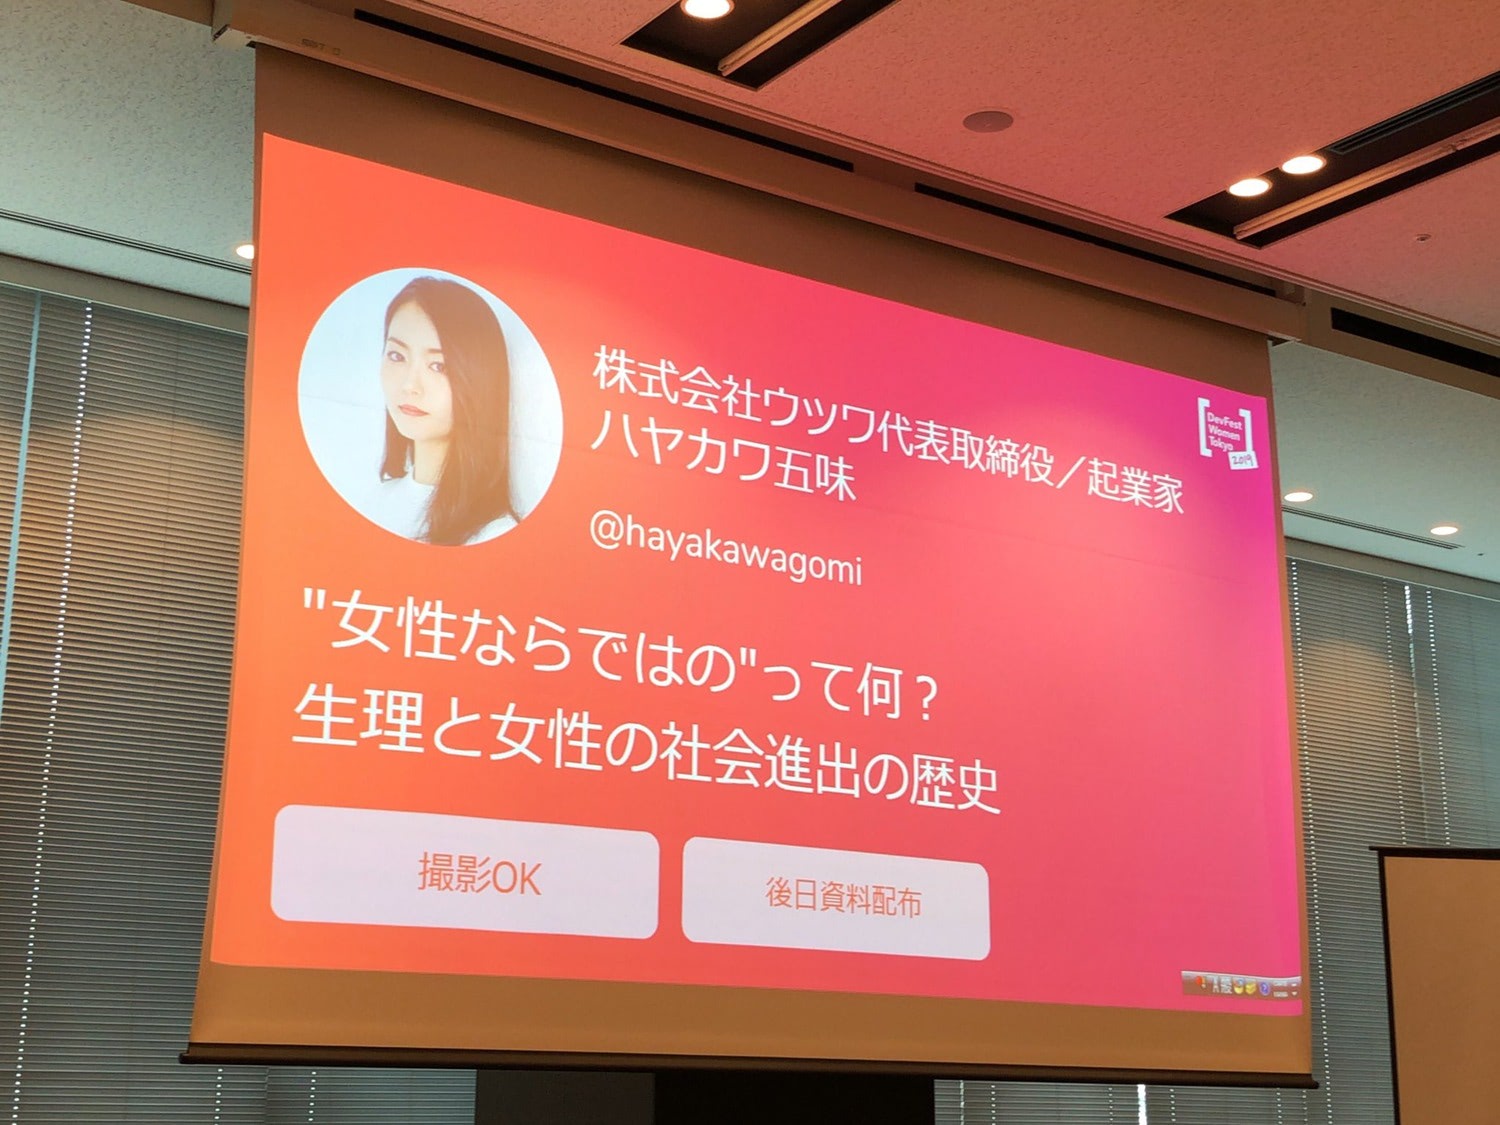 株式会社ウツワ代表取締役／起業家
ハヤカワ五味
@hayakawagomi
DevFest
Women
Tokyo
2019
"女性ならではの"って何？
生理と女性の社会進出の歴史
撮影OK
後日資料配布